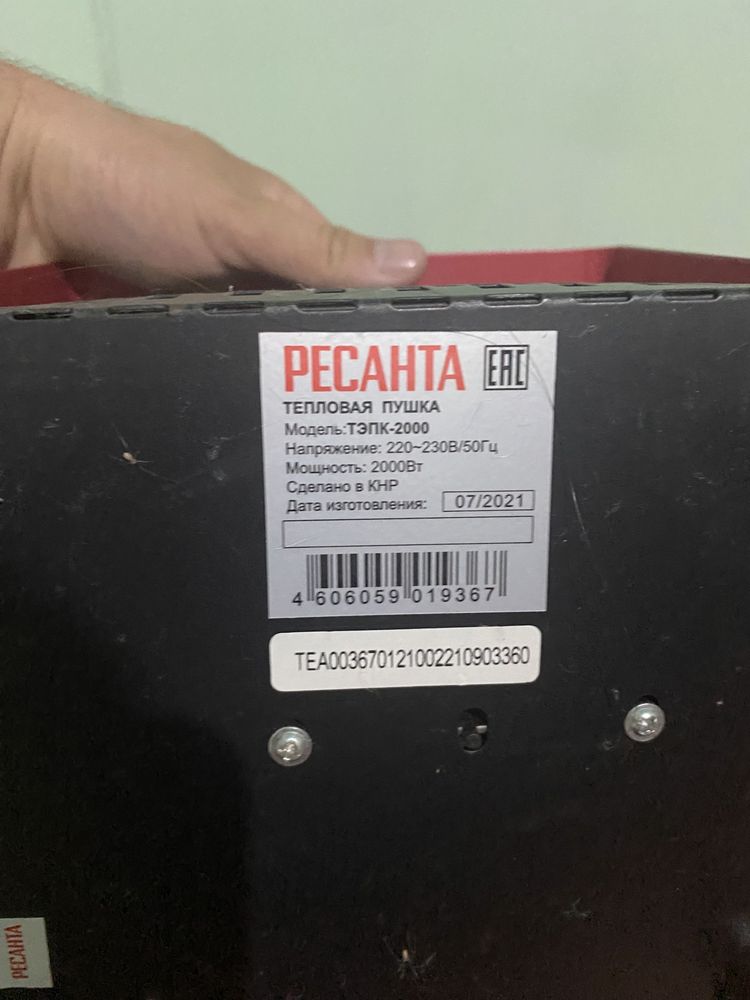 РЕСАНТА EAC
ТЕПЛОВАЯ ПУШКА
Модель:ТЭПК-2000
Напряжение: 220~230В/50Гц
Мощность: 2000Вт
Сделано в КНР
Дата изготовления: 07/2021
4 606059 019367
TEA003670121002210903360
РЕСАНТА